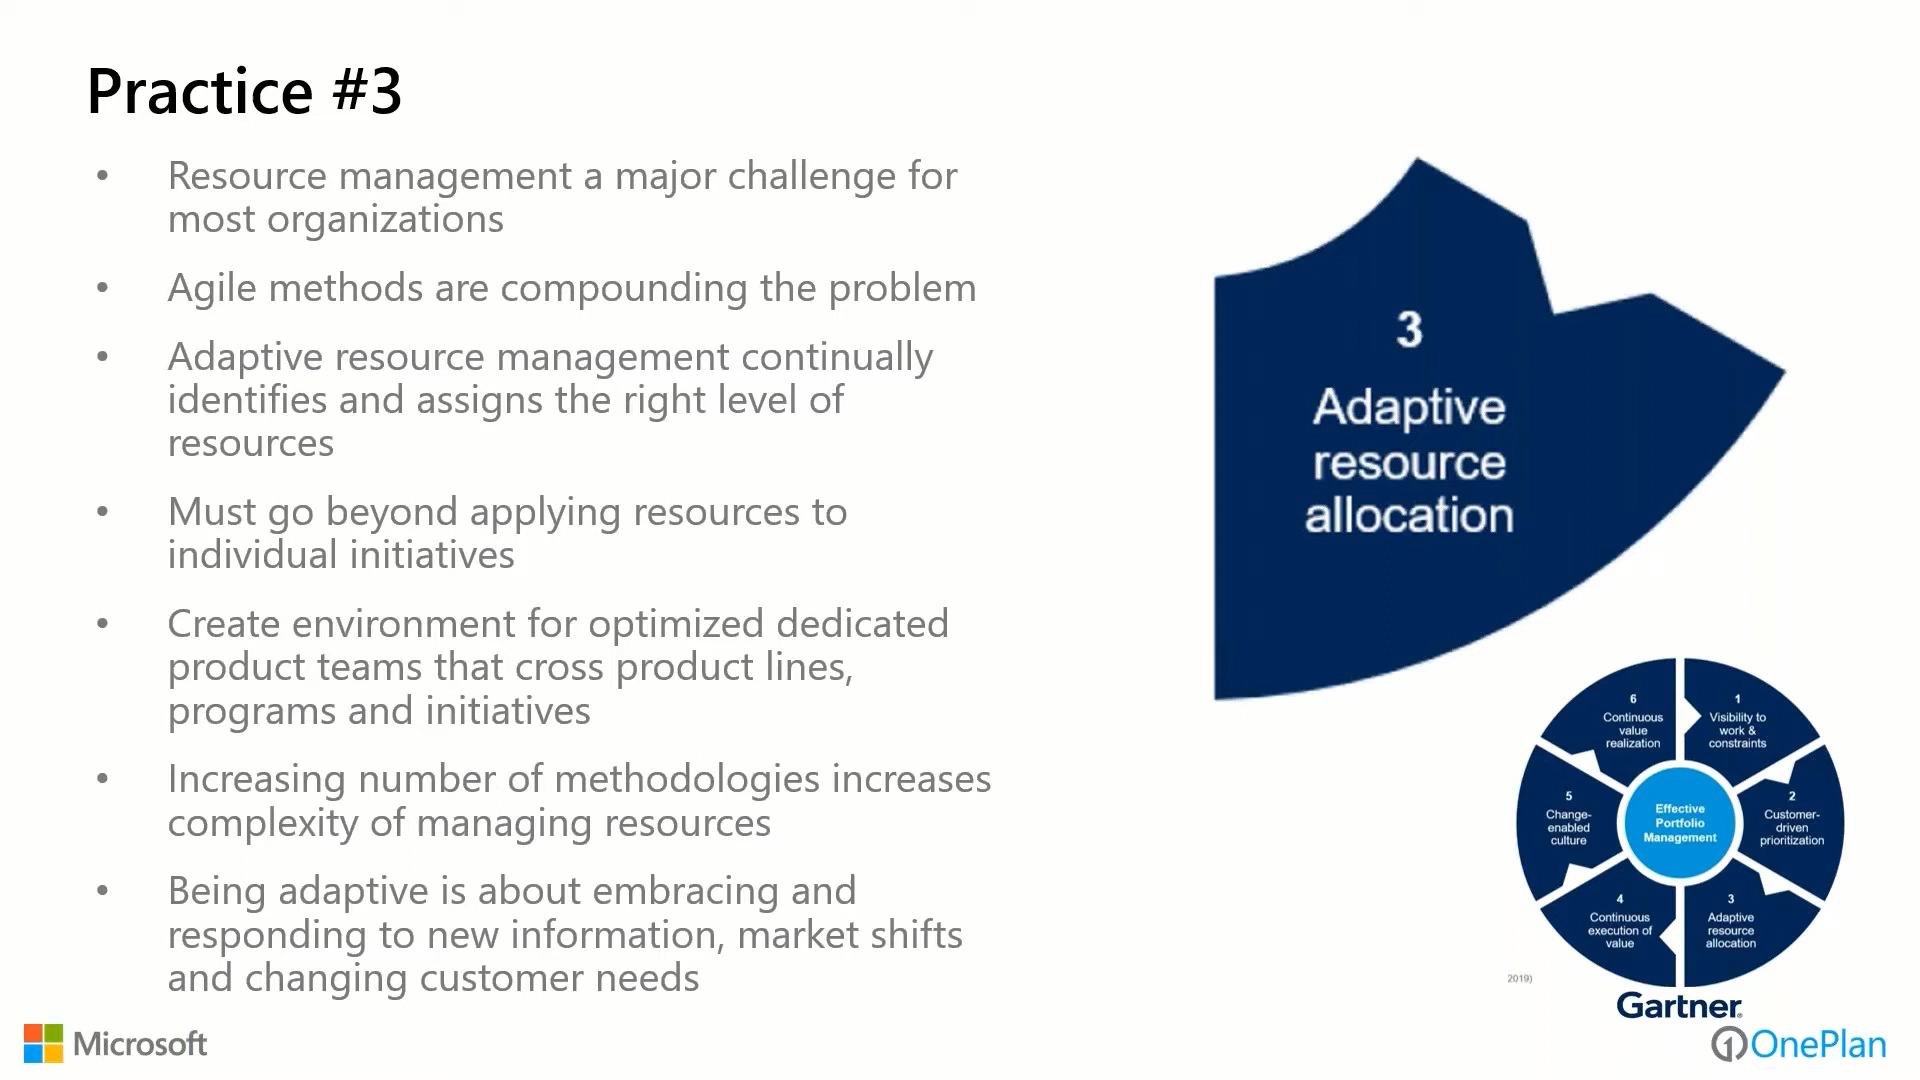 Practice #3
• Resource management a major challenge for
most organizations
• Agile methods are compounding the problem
• Adaptive resource management continually
identifies and assigns the right level of
resources
• Must go beyond applying resources to
individual initiatives
• Create environment for optimized dedicated
product teams that cross product lines,
programs and initiatives
• Increasing number of methodologies increases
complexity of managing resources
• Being adaptive is about embracing and
responding to new information, market shifts
and changing customer needs
3
Adaptive
resource
allocation
6
Continuous
value
realization
1
Visibility to
work &
constraints
5
Change-
enabled
culture
Effective
Portfolio
Management
2
Customer-
driven
prioritization
4
Continuous
execution of
value
3
Adaptive
resource
allocation
2019)
Gartner.
Microsoft
OnePlan